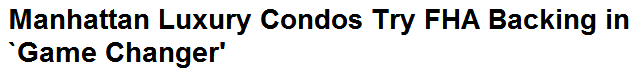 Manhattan Luxury Condos Try FHA Backing in
`Game Changer'